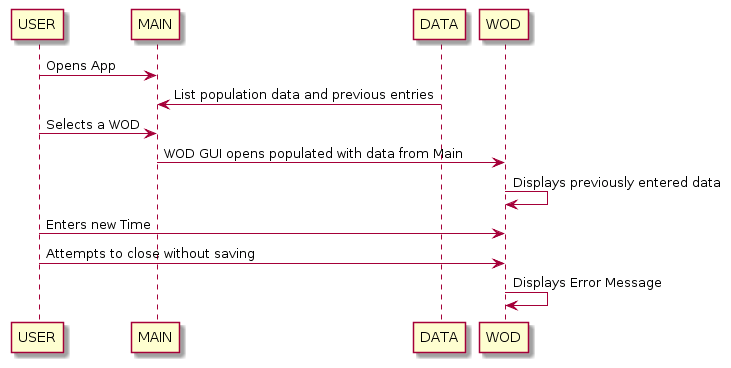 USER MAIN DATA WOD
Opens App
List population data and previous entries
Selects a WOD
WOD GUI opens populated with data from Main
Displays previously entered data
Enters new Time
Attempts to close without saving
Displays Error Message
USER MAIN DATA WOD